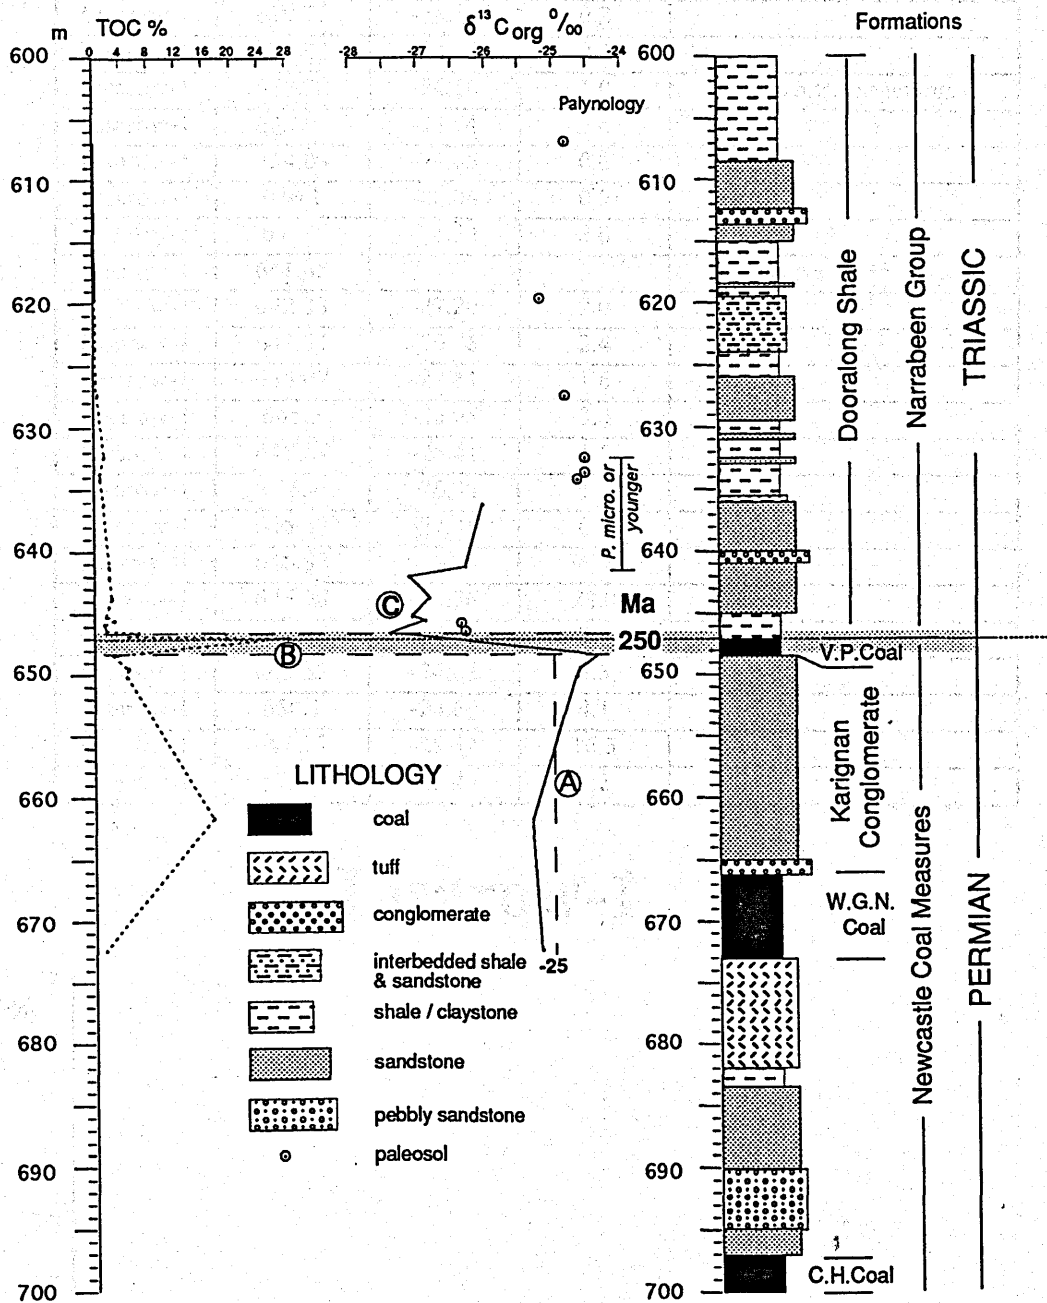 m TOC % δ¹³C org ‰ Formations
0 4 8 12 16 20 28 -28 -27 -26 -25 -24
600 600
Palynology
610 610
620 620
630 630
640 640
650 650
660 660
670 670
680 680
690 690
700 700
P. micro. or
younger
Ma
250
A
B
C
-25
LITHOLOGY
coal
tuff
conglomerate
interbedded shale
& sandstone
shale / claystone
sandstone
pebbly sandstone
paleosol
Dooralong Shale
Narrabeen Group
TRIASSIC
V.P.Coal
Karignan
Conglomerate
W.G.N.
Coal
Newcastle Coal Measures
PERMIAN
C.H.Coal